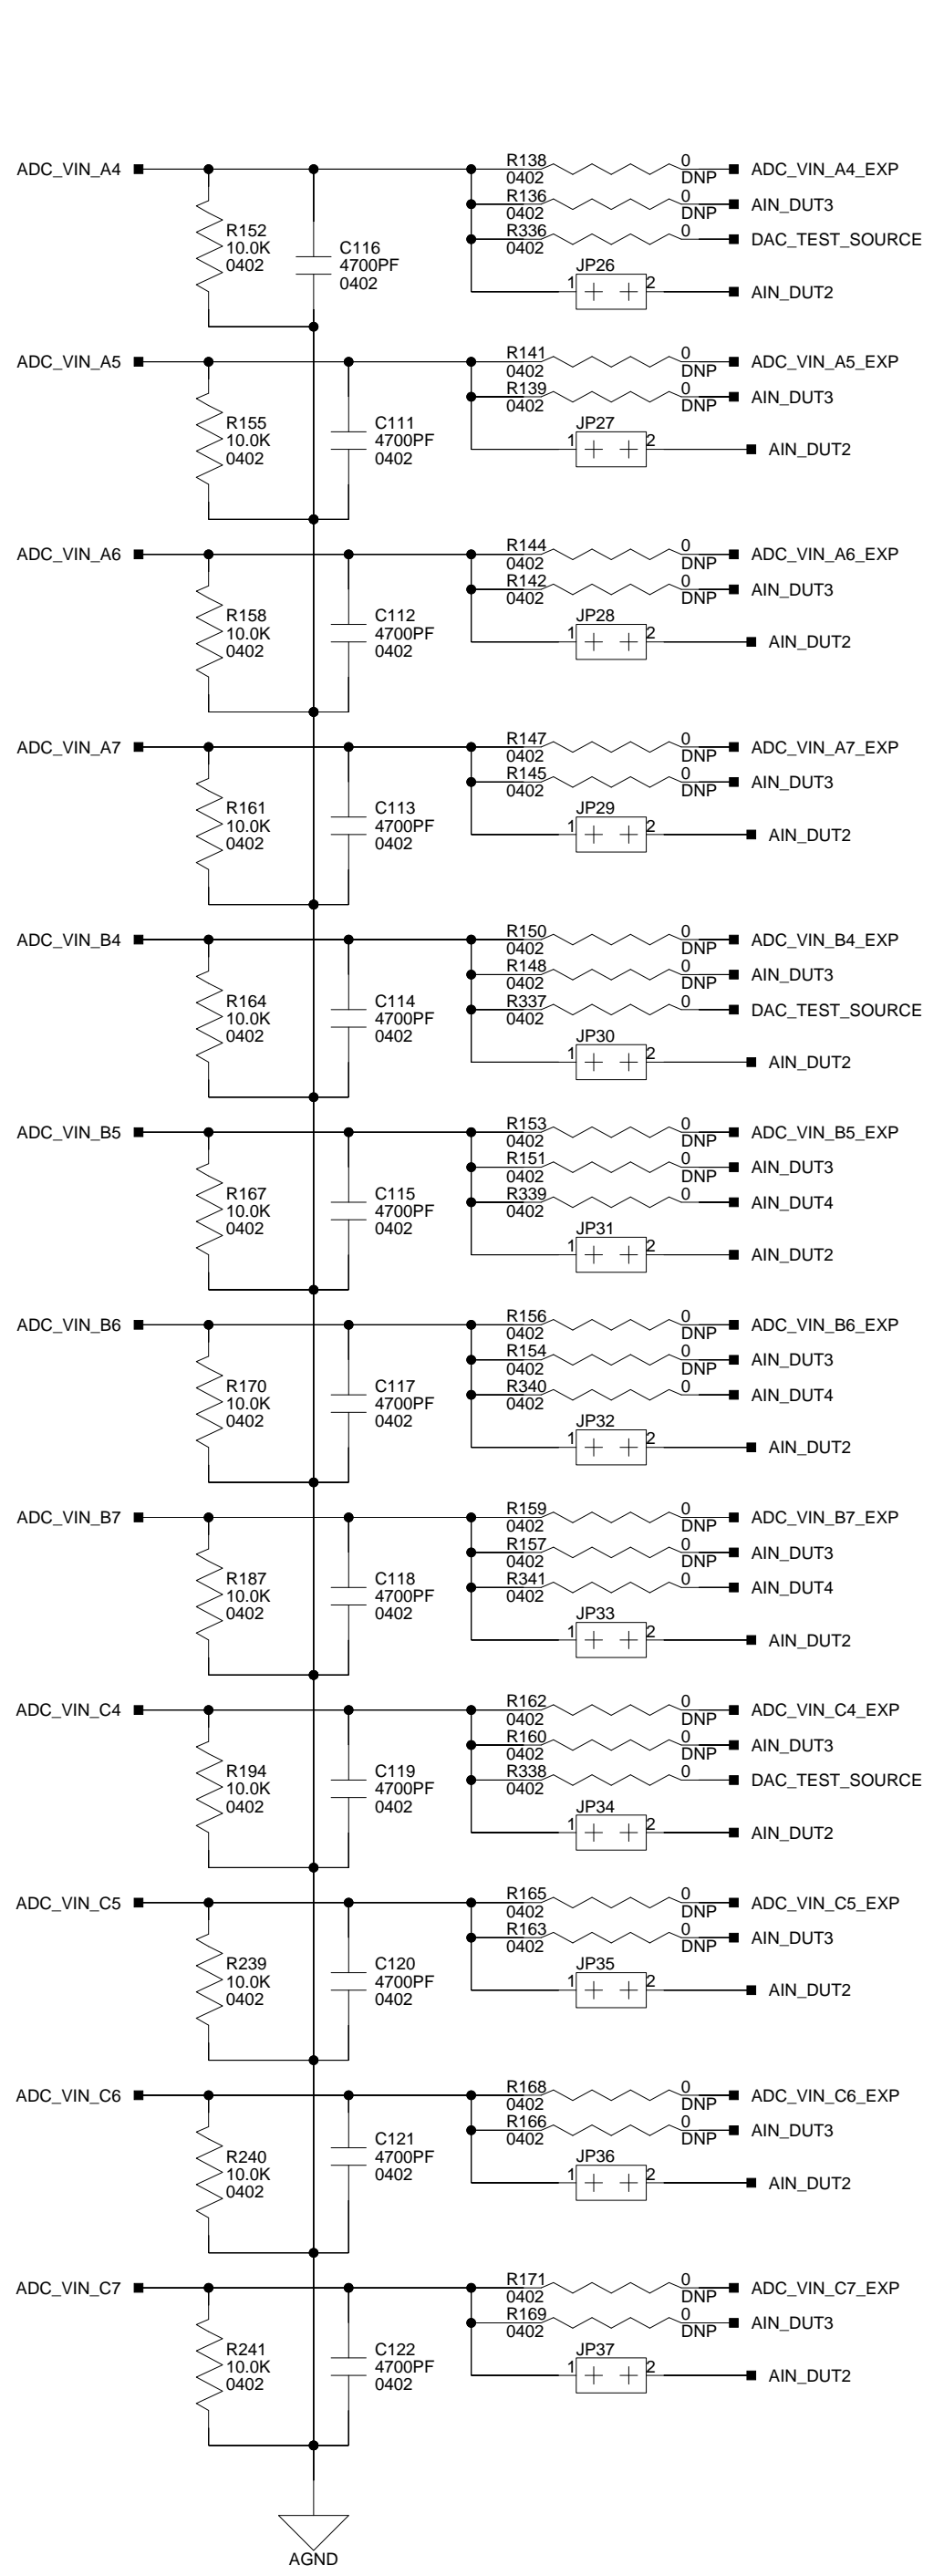 ADC_VIN_A4
R152
10.0K
0402
C116
4700PF
0402
R138
0402
0
DNP
ADC_VIN_A4_EXP
R136
0402
0
DNP
AIN_DUT3
R336
0402
0
DAC_TEST_SOURCE
JP26
1
2
AIN_DUT2
ADC_VIN_A5
R155
10.0K
0402
C111
4700PF
0402
R141
0402
0
DNP
ADC_VIN_A5_EXP
R139
0402
0
DNP
AIN_DUT3
JP27
1
2
AIN_DUT2
ADC_VIN_A6
R158
10.0K
0402
C112
4700PF
0402
R144
0402
0
DNP
ADC_VIN_A6_EXP
R142
0402
0
DNP
AIN_DUT3
JP28
1
2
AIN_DUT2
ADC_VIN_A7
R161
10.0K
0402
C113
4700PF
0402
R147
0402
0
DNP
ADC_VIN_A7_EXP
R145
0402
0
DNP
AIN_DUT3
JP29
1
2
AIN_DUT2
ADC_VIN_B4
R164
10.0K
0402
C114
4700PF
0402
R150
0402
0
DNP
ADC_VIN_B4_EXP
R148
0402
0
DNP
AIN_DUT3
R337
0402
0
DAC_TEST_SOURCE
JP30
1
2
AIN_DUT2
ADC_VIN_B5
R167
10.0K
0402
C115
4700PF
0402
R153
0402
0
DNP
ADC_VIN_B5_EXP
R151
0402
0
DNP
AIN_DUT3
R339
0402
0
AIN_DUT4
JP31
1
2
AIN_DUT2
ADC_VIN_B6
R170
10.0K
0402
C117
4700PF
0402
R156
0402
0
DNP
ADC_VIN_B6_EXP
R154
0402
0
DNP
AIN_DUT3
R340
0402
0
AIN_DUT4
JP32
1
2
AIN_DUT2
ADC_VIN_B7
R187
10.0K
0402
C118
4700PF
0402
R159
0402
0
DNP
ADC_VIN_B7_EXP
R157
0402
0
DNP
AIN_DUT3
R341
0402
0
AIN_DUT4
JP33
1
2
AIN_DUT2
ADC_VIN_C4
R194
10.0K
0402
C119
4700PF
0402
R162
0402
0
DNP
ADC_VIN_C4_EXP
R160
0402
0
DNP
AIN_DUT3
R338
0402
0
DAC_TEST_SOURCE
JP34
1
2
AIN_DUT2
ADC_VIN_C5
R239
10.0K
0402
C120
4700PF
0402
R165
0402
0
DNP
ADC_VIN_C5_EXP
R163
0402
0
DNP
AIN_DUT3
JP35
1
2
AIN_DUT2
ADC_VIN_C6
R240
10.0K
0402
C121
4700PF
0402
R168
0402
0
DNP
ADC_VIN_C6_EXP
R166
0402
0
DNP
AIN_DUT3
JP36
1
2
AIN_DUT2
ADC_VIN_C7
R241
10.0K
0402
C122
4700PF
0402
R171
0402
0
DNP
ADC_VIN_C7_EXP
R169
0402
0
DNP
AIN_DUT3
JP37
1
2
AIN_DUT2
AGND